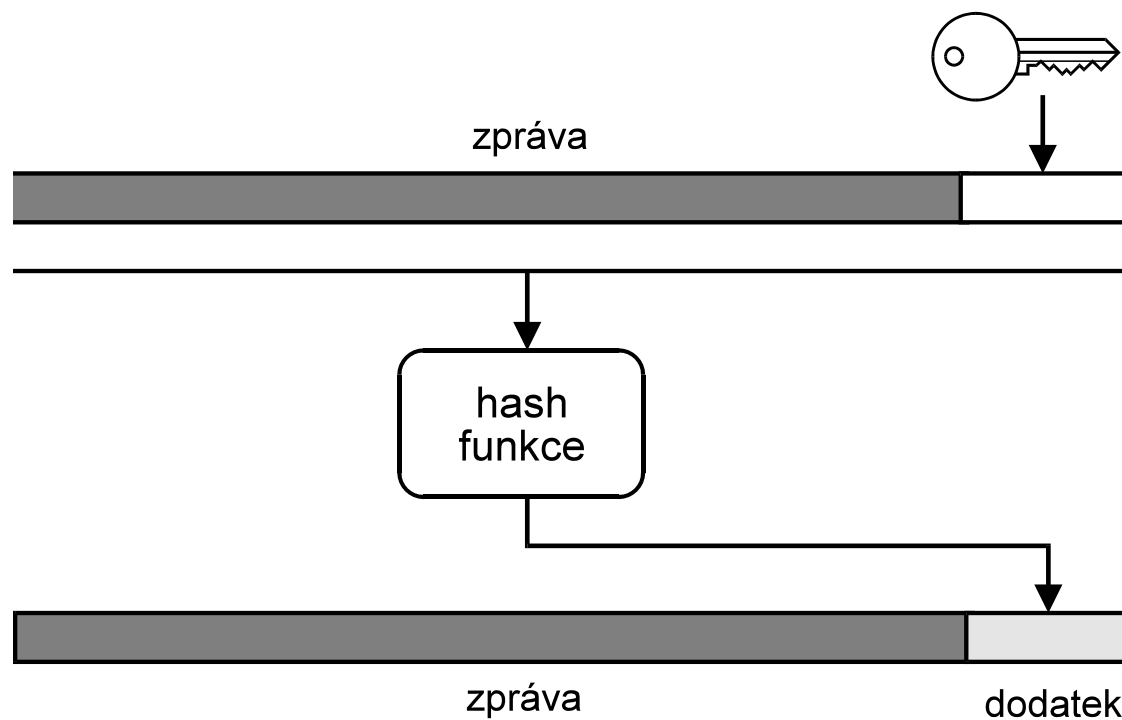 zpráva
hash
funkce
zpráva
dodatek